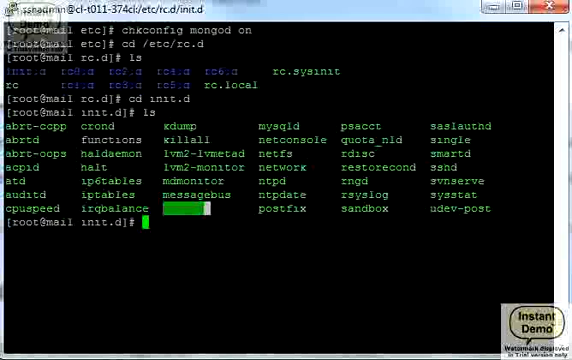 sshadmin@cl-t011-374cl:/etc/rc.d/init.d
[root@mail etc]# chkconfig mongod on
[root@mail etc]# cd /etc/rc.d
[root@mail rc.d]# ls
init.d rc0.d rc2.d rc4.d rc6.d rc.sysinit
rc rc1.d rc3.d rc5.d rc.local
[root@mail rc.d]# cd init.d
[root@mail init.d]# ls
abrt-ccpp crond kdump mysqld psacct saslauthd
abrtd functions killall netconsole quota_nld single
abrt-oops haldaemon lvm2-lvmetad netfs rdisc smartd
acpid halt lvm2-monitor network restorecond sshd
atd ip6tables mdmonitor ntpd rngd svnserve
auditd iptables messagebus ntpdate rsyslog sysstat
cpuspeed irqbalance postfix sandbox udev-post
[root@mail init.d]#
Instant
Demo
Watermark displayed
in Trial version only